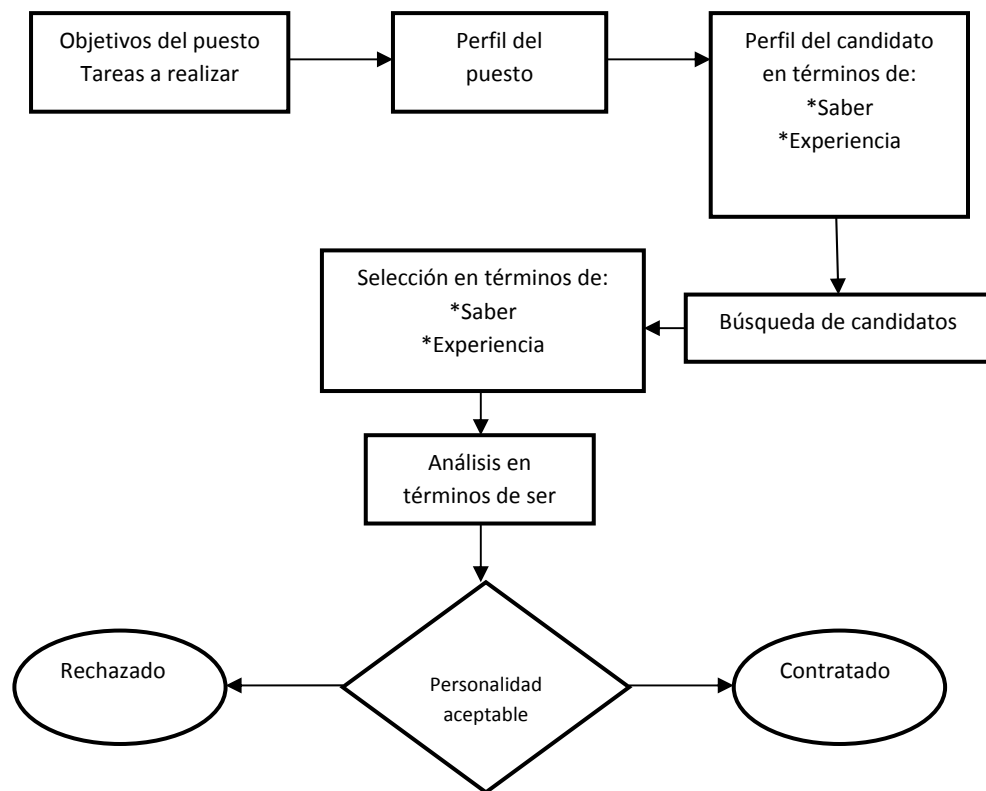 Objetivos del puesto
Tareas a realizar
Perfil del
puesto
Perfil del candidato
en términos de:
*Saber
*Experiencia
Selección en términos de:
*Saber
*Experiencia
Búsqueda de candidatos
Análisis en
términos de ser
Rechazado
Personalidad
aceptable
Contratado